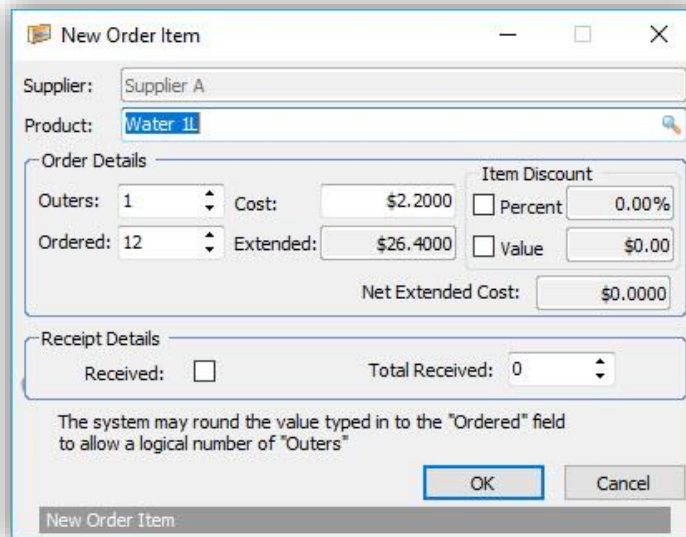 New Order Item
Supplier: Supplier A
Product: Water 1L
Order Details
Item Discount
Outers: 1 Cost: $2.2000 Percent 0.00%
Ordered: 12 Extended: $26.4000 Value $0.00
Net Extended Cost: $0.0000
Receipt Details
Received: Total Received: 0
The system may round the value typed in to the "Ordered" field
to allow a logical number of "Outers"
OK Cancel
New Order Item